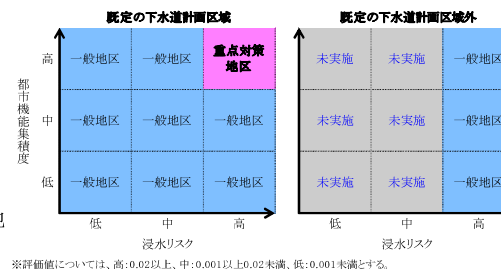 既定の下水道計画区域
既定の下水道計画区域外
都市機能集積度
高
一般地区
一般地区
重点対策
地区
未実施
未実施
一般地区
中
一般地区
一般地区
一般地区
未実施
未実施
一般地区
低
一般地区
一般地区
一般地区
未実施
未実施
一般地区
低
中
高
低
中
高
浸水リスク
浸水リスク
※評価値については、高:0.02以上、中:0.001以上0.02未満、低:0.001未満とする。